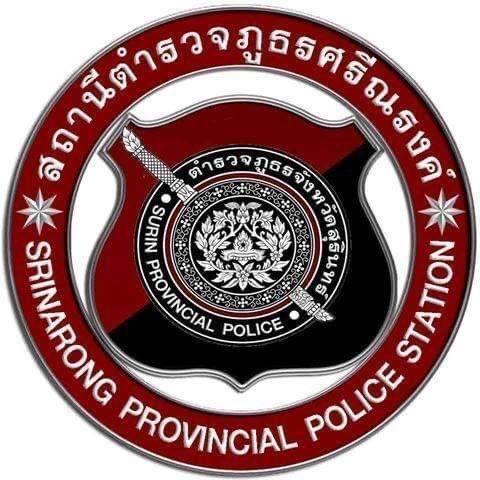 สถานีตำรวจภูธรศรีณรงค์
ตำรวจภูธรจังหวัดสุรินทร์
SURIN PROVINCIAL POLICE
SRINARONG PROVINCIAL POLICE STATION